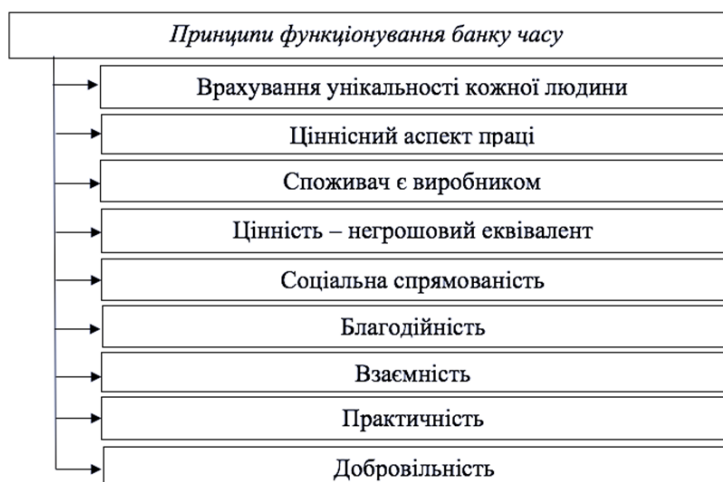 Принципи функціонування банку часу
Врахування унікальності кожної людини
Ціннісний аспект праці
Споживач є виробником
Цінність – негрошовий еквівалент
Соціальна спрямованість
Благодійність
Взаємність
Практичність
Добровільність